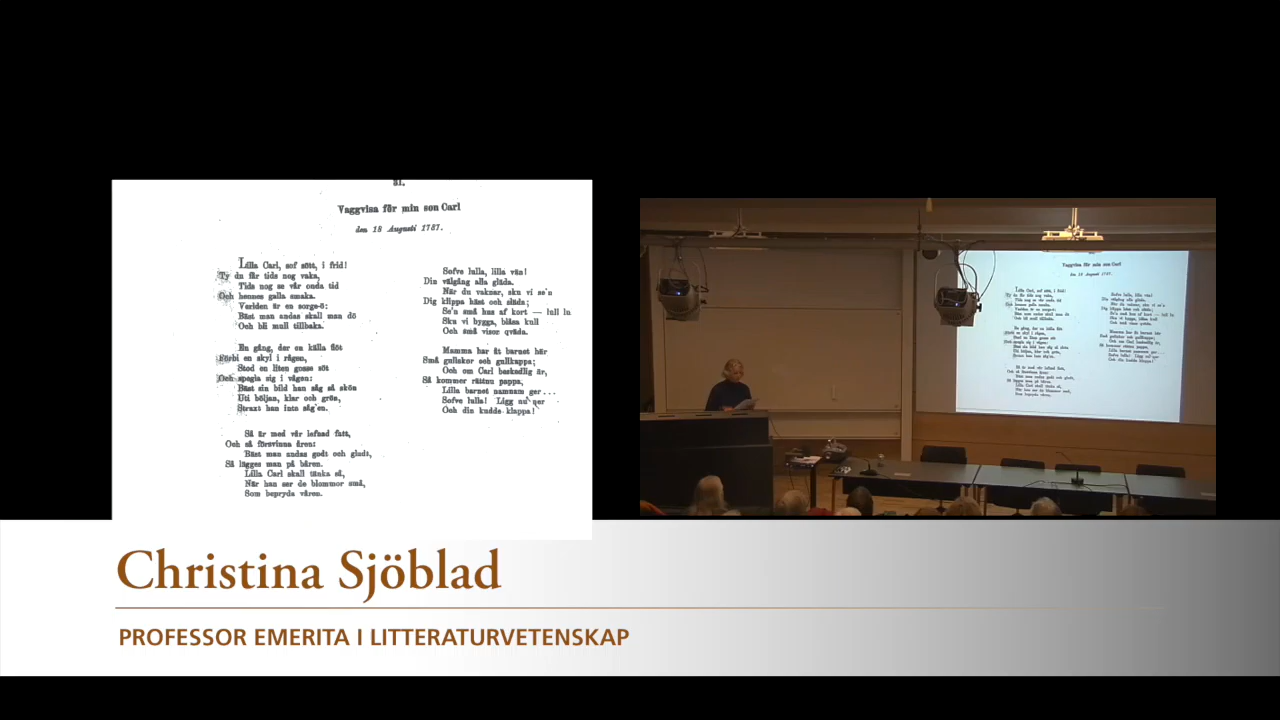 21.
Vaggvisa för min son Carl
den 18 Augusti 1787.
Lilla Carl, sof sött, i frid!
Ty du får tids nog vaka,
Tids nog se vår onda tid
Och hennes galla smaka.
Verlden är en sorge-ö:
Bäst man andas skall man dö
Och bli mull tillbaka.
En gång, der en källa flöt
Förbi en skyl i rågen,
Stod en liten gosse söt
Och spegla sig i vågen:
Bäst sin bild han såg så skön
Uti böljan, klar och grön,
Straxt han inte såg'en.
Så är med vår lefnad fatt,
Och så försvinna åren:
Bäst man andas godt och gladt,
Så lägges man på båren.
Lilla Carl skall tänka så,
När han ser de blommor små,
Som bepryda våren.
Sofve lulla, lilla vän!
Din välgång alla gläda.
När du vaknar, sku vi se'n
Dig klippa häst och släda;
Se'n små hus af kort — lull lu
Sku vi bygga, blåsa kull
Och små visor qväda.
Mamma har åt barnet här
Små gullskor och gullkappa;
Och om Carl beskedlig är,
Så kommer rättnu pappa,
Lilla barnet namnam ger...
Sofve lulla! Ligg nu ner
Och din kudde klappa!
Christina Sjöblad
PROFESSOR EMERITA I LITTERATURVETENSKAP